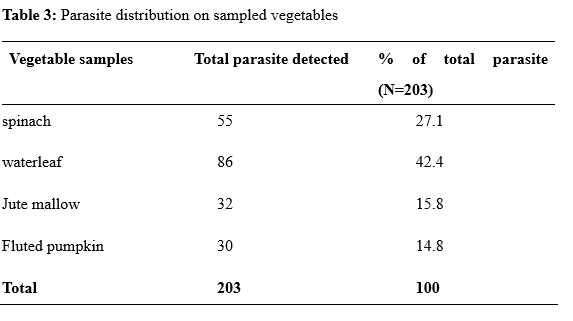 Table 3: Parasite distribution on sampled vegetables
Vegetable samples Total parasite detected % of total parasite
(N=203)
spinach 55 27.1
waterleaf 86 42.4
Jute mallow 32 15.8
Fluted pumpkin 30 14.8
Total 203 100